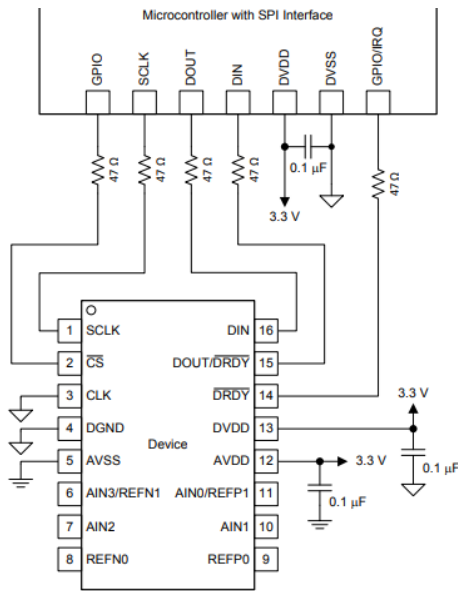 Microcontroller with SPI Interface
GPIO
SCLK
DOUT
DIN
DVDD
DVSS
GPIO/IRQ
47 Ω
47 Ω
47 Ω
47 Ω
0.1 µF
47 Ω
3.3 V
1 SCLK DIN 16
2 C̅S̅ DOUT/D̅R̅D̅Y̅ 15
3 CLK D̅R̅D̅Y̅ 14
3.3 V
4 DGND DVDD 13
Device
5 AVSS AVDD 12
3.3 V
0.1 µF
6 AIN3/REFN1 AIN0/REFP1 11
0.1 µF
7 AIN2 AIN1 10
8 REFN0 REFP0 9